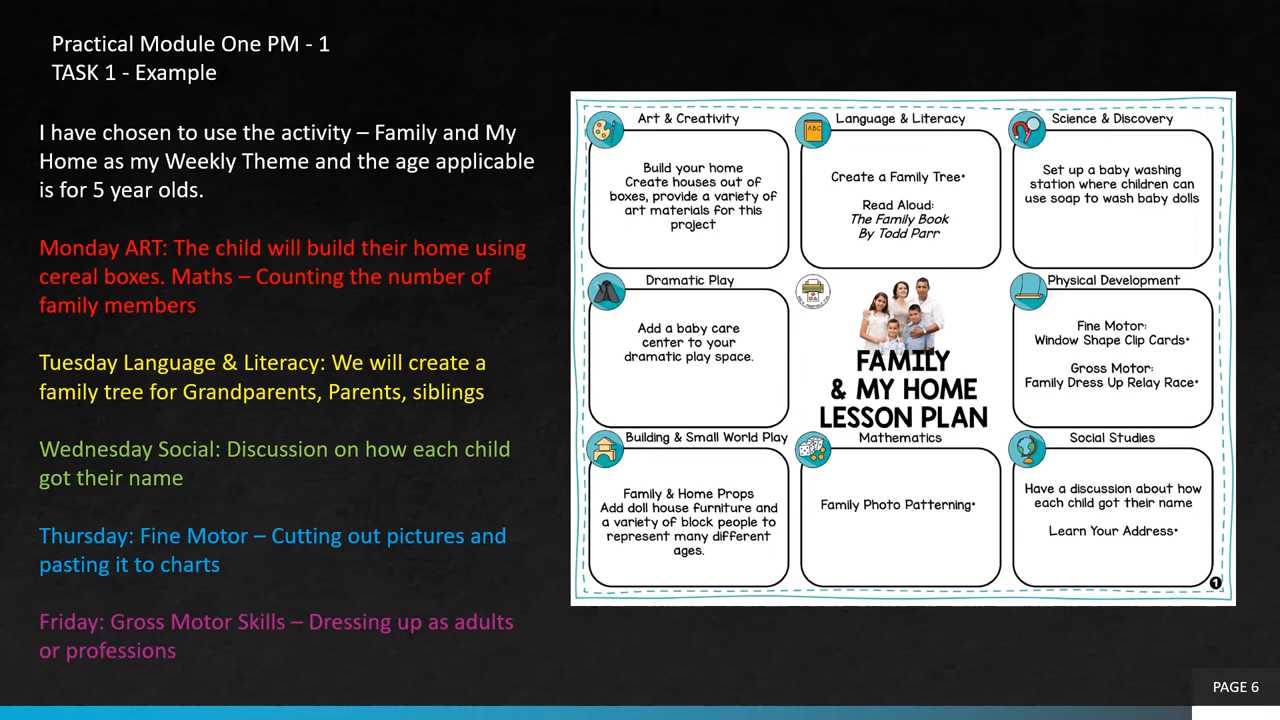 Practical Module One PM - 1
TASK 1 - Example
I have chosen to use the activity – Family and My
Home as my Weekly Theme and the age applicable
is for 5 year olds.
Monday ART: The child will build their home using
cereal boxes. Maths – Counting the number of
family members
Tuesday Language & Literacy: We will create a
family tree for Grandparents, Parents, siblings
Wednesday Social: Discussion on how each child
got their name
Thursday: Fine Motor – Cutting out pictures and
pasting it to charts
Friday: Gross Motor Skills – Dressing up as adults
or professions
Art & Creativity
Build your home
Create houses out of
boxes, provide a variety of
art materials for this
project
Language & Literacy
ABC
Create a Family Tree*
Read Aloud:
The Family Book
By Todd Parr
Science & Discovery
Set up a baby washing
station where children can
use soap to wash baby dolls
Dramatic Play
Add a baby care
center to your
dramatic play space.
FAMILY
& MY HOME
LESSON PLAN
Physical Development
Fine Motor:
Window Shape Clip Cards*
Gross Motor:
Family Dress Up Relay Race*
Building & Small World Play
Family & Home Props
Add doll house furniture and
a variety of block people to
represent many different
ages.
Mathematics
Family Photo Patterning*
Social Studies
Have a discussion about how
each child got their name
Learn Your Address*
1
PAGE 6